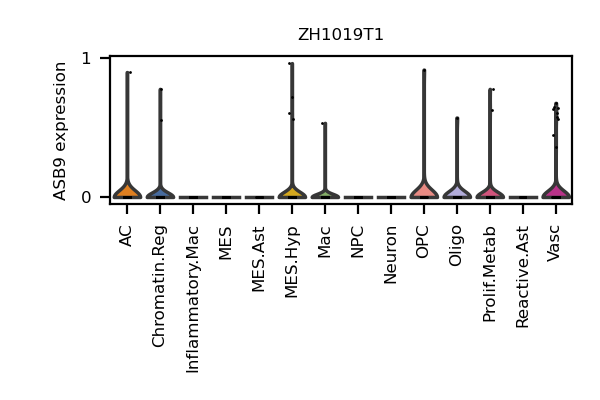 ZH1019T1
ASB9 expression
1
0
AC
Chromatin.Reg
Inflammatory.Mac
MES
MES.Ast
MES.Hyp
Mac
NPC
Neuron
OPC
Oligo
Prolif.Metab
Reactive.Ast
Vasc